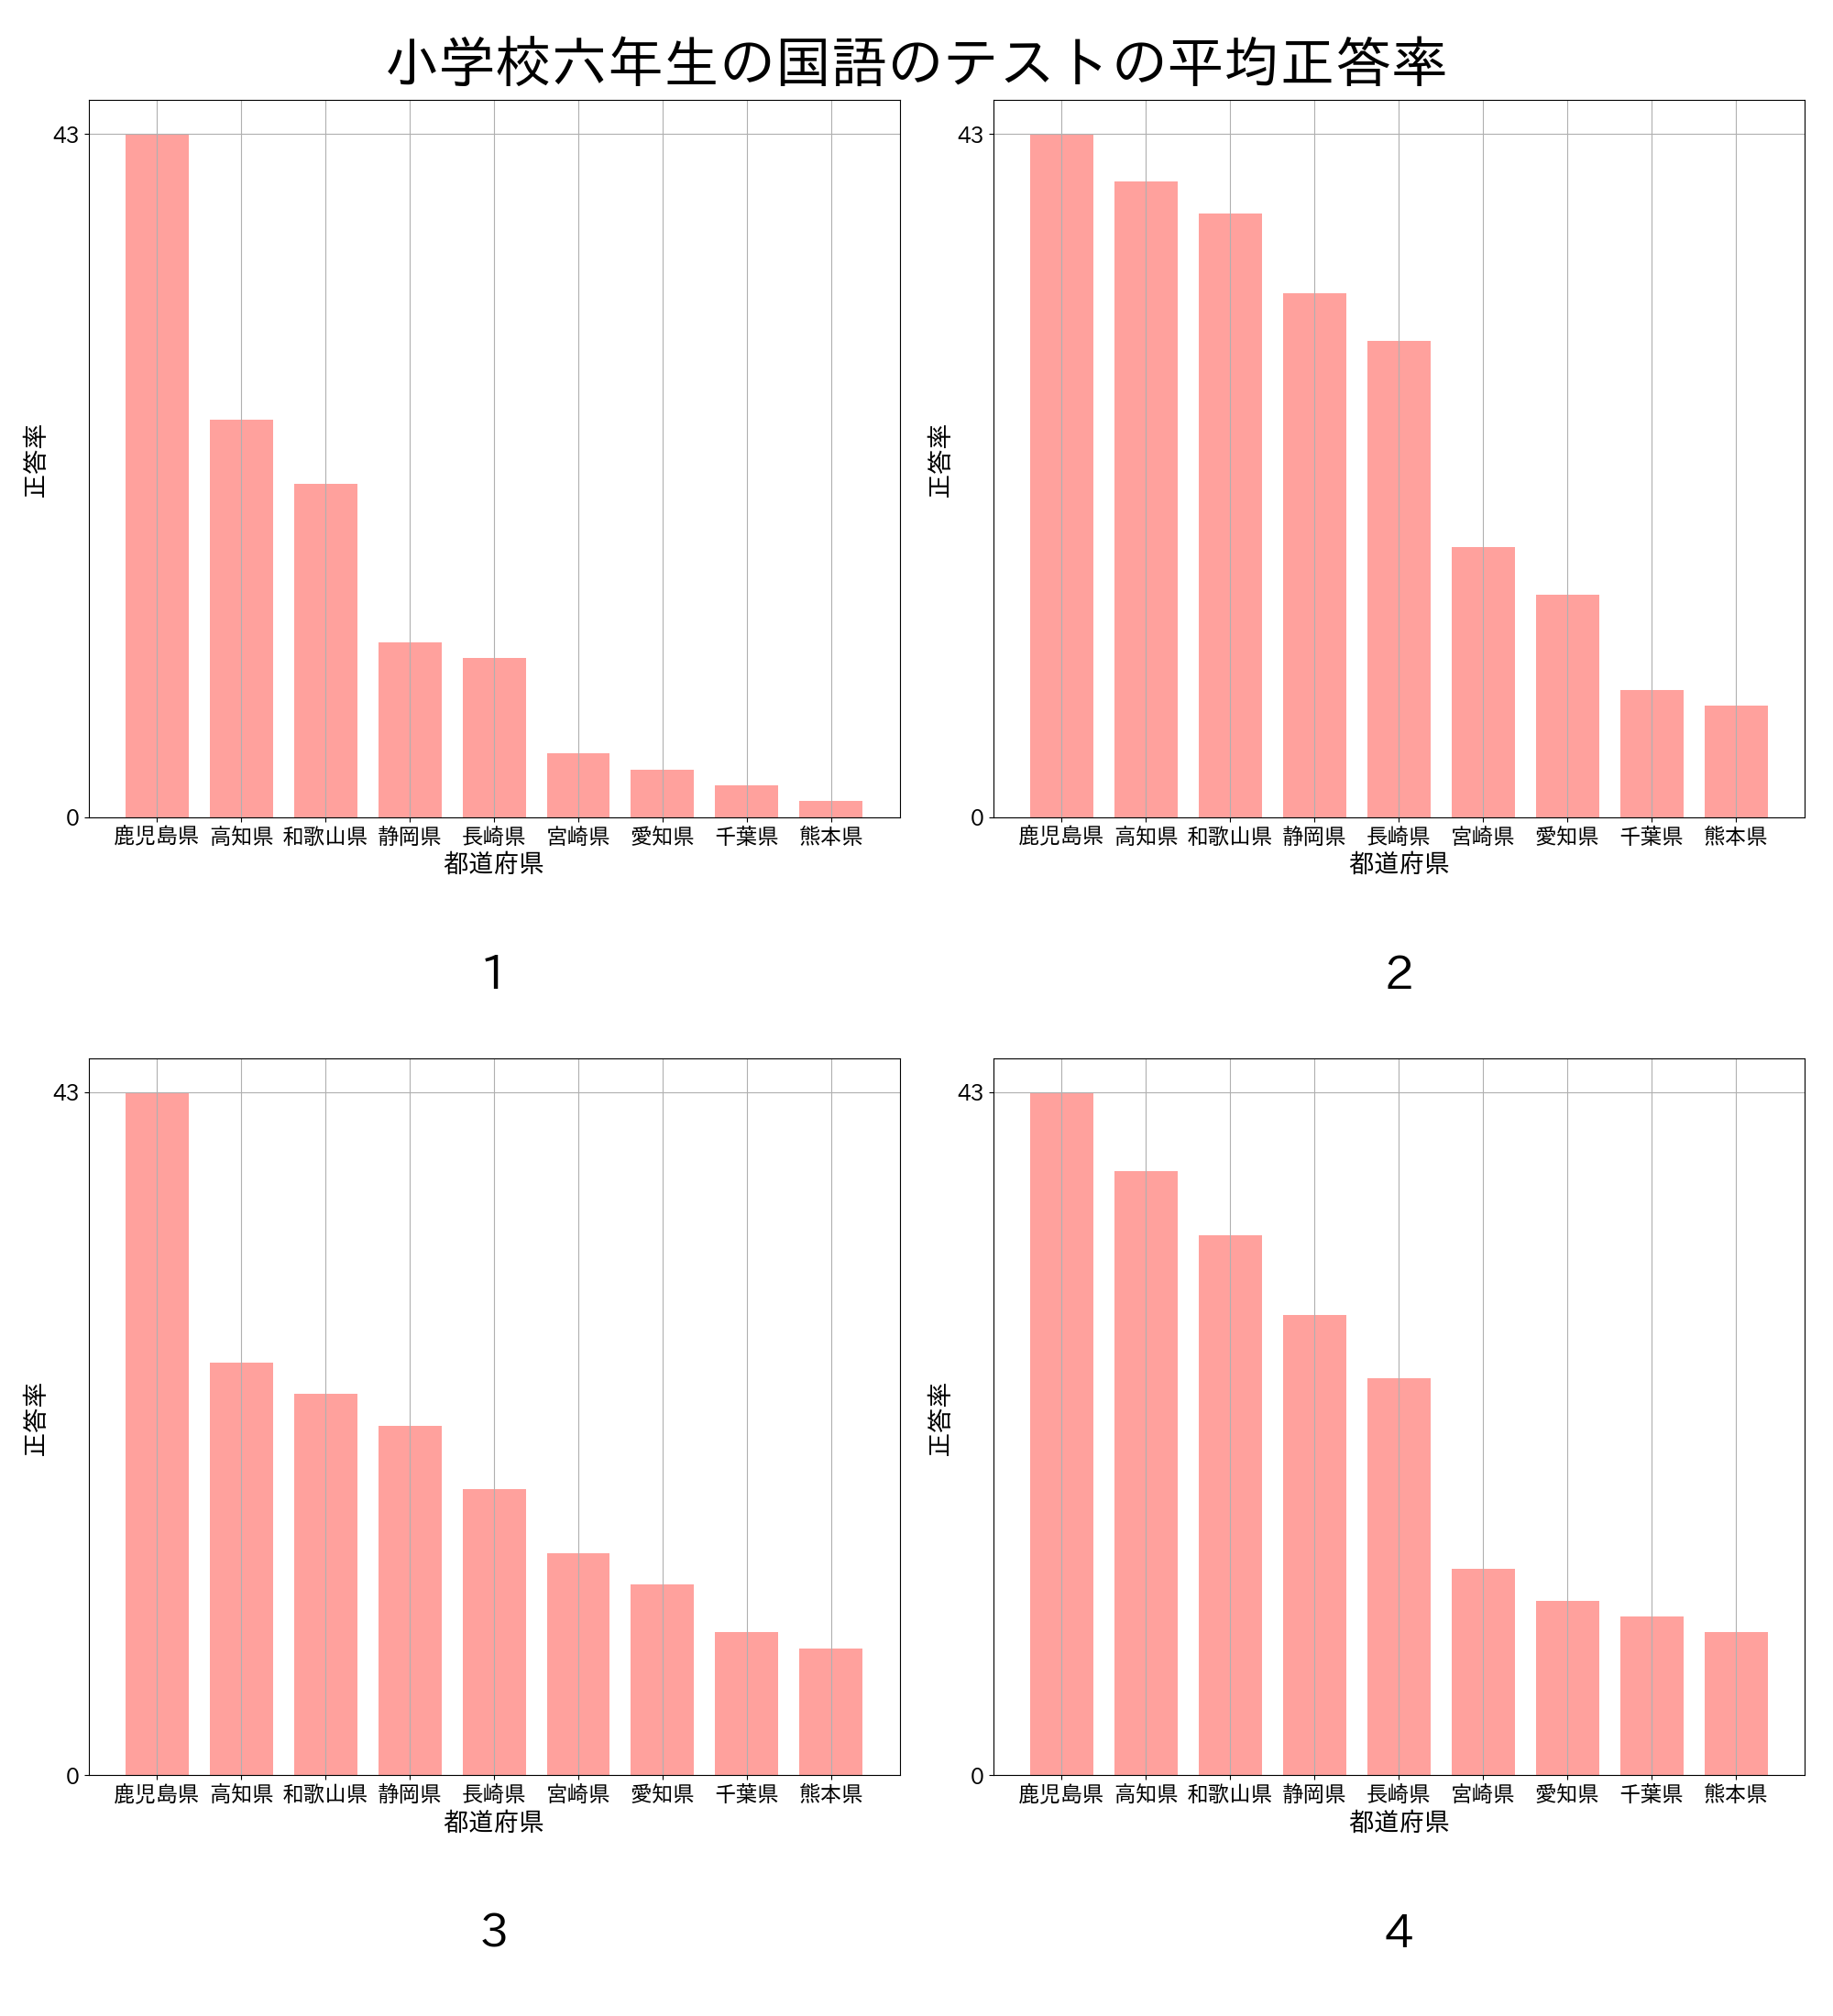 小学校六年生の国語のテストの平均正答率
43
0
正答率
鹿児島県 高知県 和歌山県 静岡県 長崎県 宮崎県 愛知県 千葉県 熊本県
都道府県
1
43
0
正答率
鹿児島県 高知県 和歌山県 静岡県 長崎県 宮崎県 愛知県 千葉県 熊本県
都道府県
2
43
0
正答率
鹿児島県 高知県 和歌山県 静岡県 長崎県 宮崎県 愛知県 千葉県 熊本県
都道府県
3
43
0
正答率
鹿児島県 高知県 和歌山県 静岡県 長崎県 宮崎県 愛知県 千葉県 熊本県
都道府県
4